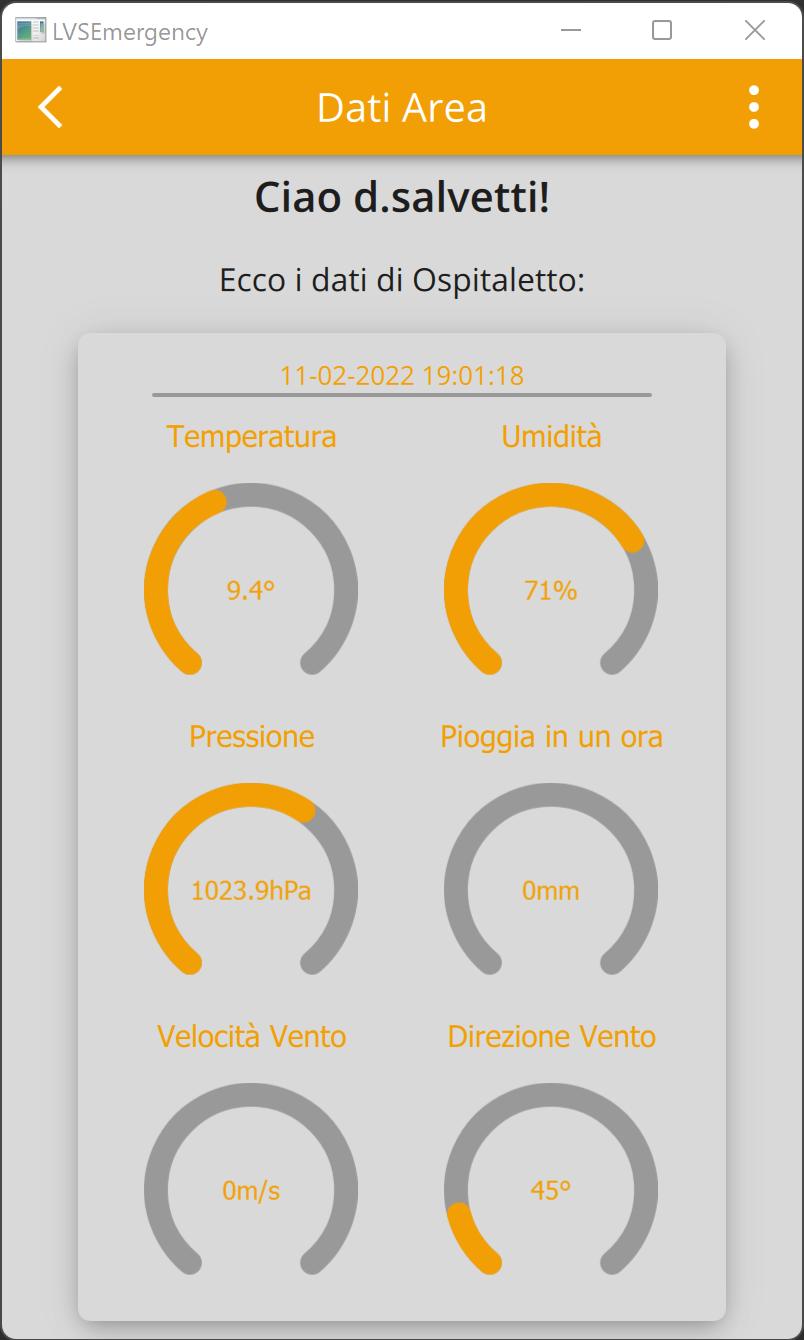 LVSEmergency
Dati Area
Ciao d.salvetti!
Ecco i dati di Ospitaletto:
11-02-2022 19:01:18
Temperatura Umidità
9.4° 71%
Pressione Pioggia in un ora
1023.9hPa 0mm
Velocità Vento Direzione Vento
0m/s 45°